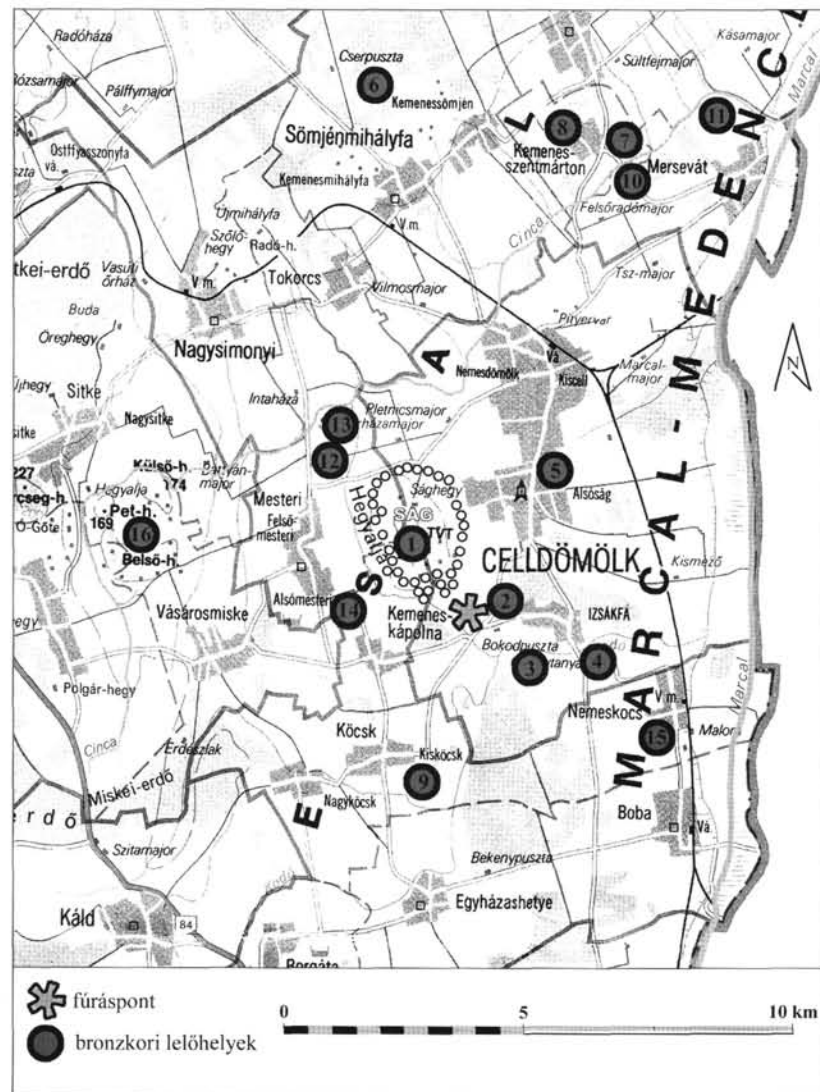 Radóháza
Cserpuszta
Kásamajor
Sültfejmajor
Pálffymajor
6
Kemenessömjén
Marcal
11
8
7
Sömjénmihályfa
Kemenes-
szentmárton
Mersevát
10
Ostffyasszonyfa
vá.
Kemenesmihályfa
Felsőradómajor
Újmihályfa
V.m.
Cinca
Szőlő-
hegy
Radó-h.
Vasúti
őrház
V.m.
Tokorcs
Vilmosmajor
Tsz-major
Buda
Öreghegy
Nagysimonyi
Vá.
Nemesdömölk
Kiscell
Marcal-
major
Sitke
Intaháza
Pletnicsmajor
Nagysitke
13
12
5
Alsóság
227
Külső-h.
174
Hegyalja
Mesteri
Felső-
mesteri
Sághegy
SÁG
Hegyalja
TVT
1
169
Pet-h.
16
Belső-h.
CELLDÖMÖLK
Kismező
Alsómesteri
14
2
Kemenes-
kápolna
IZSÁKFA
Vásárosmiske
Bokodpuszta
3
4
Polgár-hegy
Nemeskocs
V.m.
Marcal
Malor
15
Cinca
Köcsk
Kisköcsk
9
Erdészlak
Miskei-erdő
Nagyköcsk
Boba
Vá.
Szitamajor
Bekenypuszta
Káld
84
Egyházashetye
Borgáta
MARCAL-MEDENC
fúráspont
bronzkori lelőhelyek
0
5
10 km